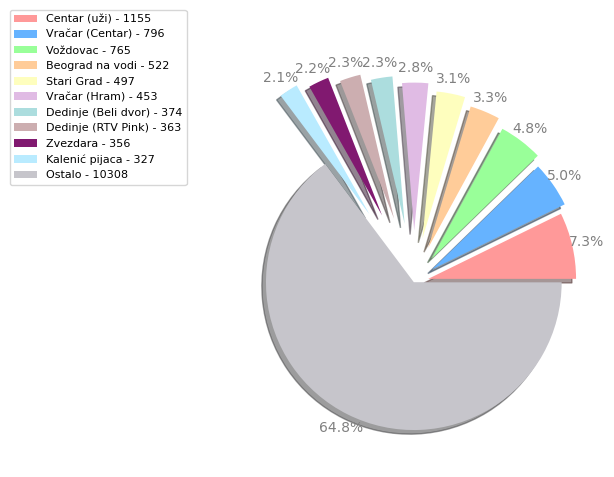 Centar (uži) - 1155
Vračar (Centar) - 796
Voždovac - 765
Beograd na vodi - 522
Stari Grad - 497
Vračar (Hram) - 453
Dedinje (Beli dvor) - 374
Dedinje (RTV Pink) - 363
Zvezdara - 356
Kalenić pijaca - 327
Ostalo - 10308
2.1%
2.2%
2.3%
2.3%
2.8%
3.1%
3.3%
4.8%
5.0%
7.3%
64.8%